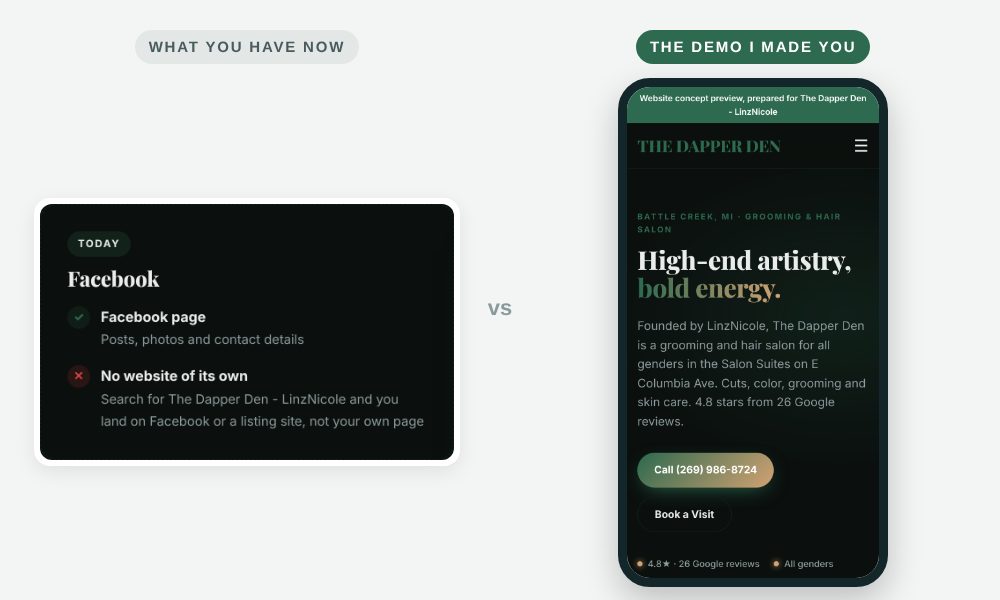 WHAT YOU HAVE NOW
TODAY
Facebook
Facebook page
Posts, photos and contact details
No website of its own
Search for The Dapper Den - LinzNicole and you
land on Facebook or a listing site, not your own page
vs
THE DEMO I MADE YOU
Website concept preview, prepared for The Dapper Den
- LinzNicole
THE DAPPER DEN
BATTLE CREEK, MI · GROOMING & HAIR
SALON
High-end artistry,
bold energy.
Founded by LinzNicole, The Dapper Den
is a grooming and hair salon for all
genders in the Salon Suites on E
Columbia Ave. Cuts, color, grooming and
skin care. 4.8 stars from 26 Google
reviews.
Call (269) 986-8724
Book a Visit
4.8★ · 26 Google reviews All genders